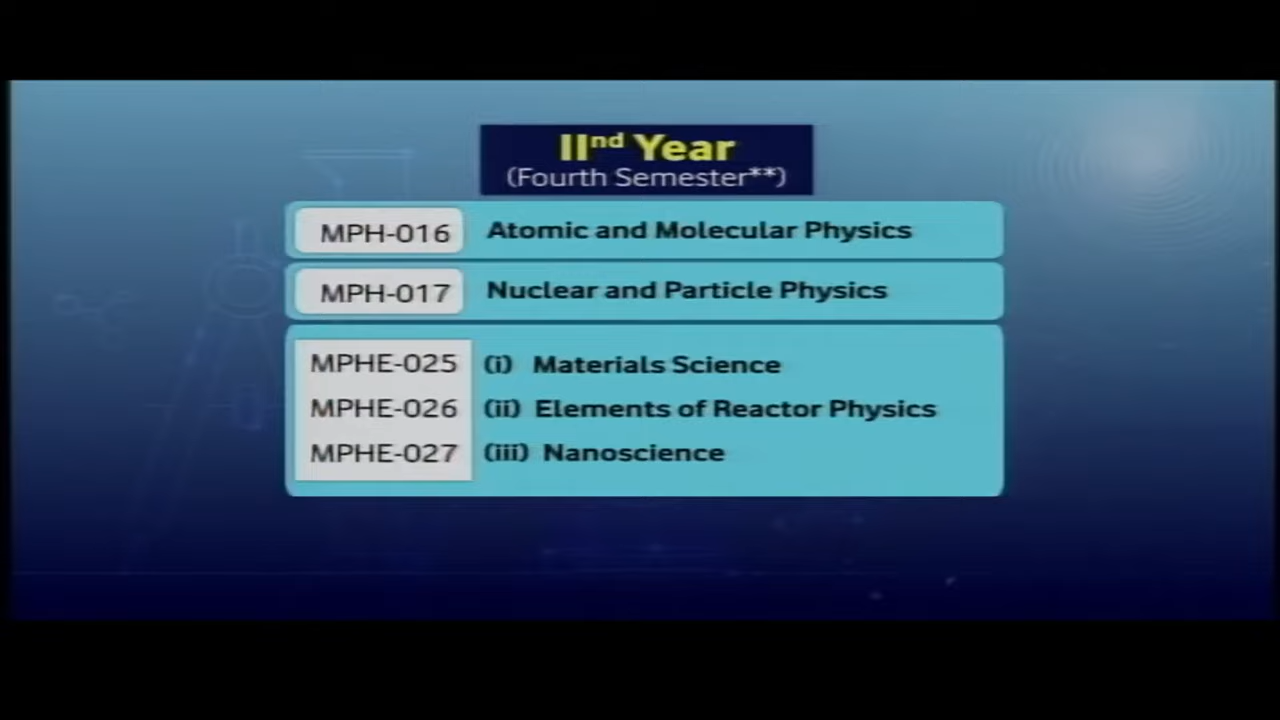 IInd Year
(Fourth Semester**)
MPH-016 Atomic and Molecular Physics
MPH-017 Nuclear and Particle Physics
MPHE-025 (i) Materials Science
MPHE-026 (ii) Elements of Reactor Physics
MPHE-027 (iii) Nanoscience